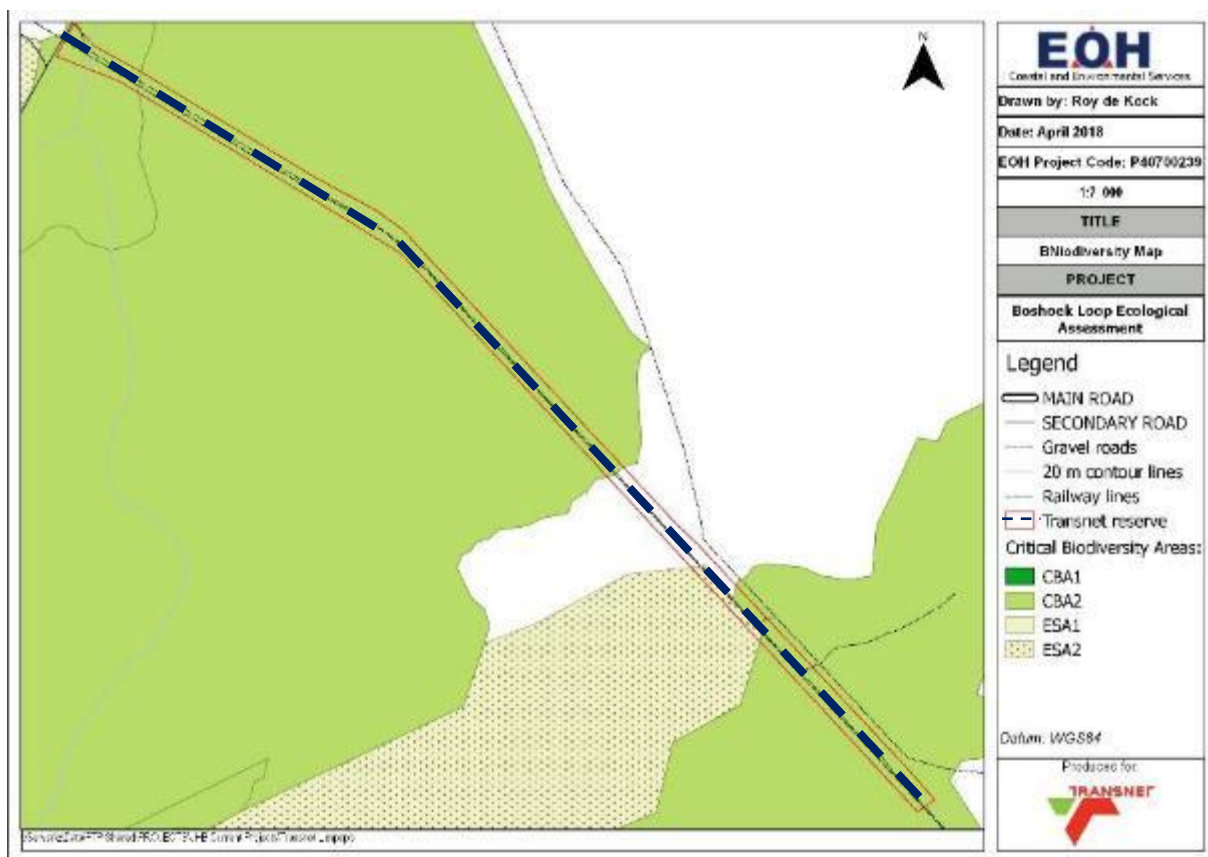 N
EOH
Coastal and Environmental Services
Drawn by: Roy de Kock
Date: April 2018
EOH Project Code: P40700239
1:7 000
TITLE
BNiodiversity Map
PROJECT
Boshoek Loop Ecological
Assessment
Legend
MAIN ROAD
SECONDARY ROAD
Gravel roads
20 m contour lines
Railway lines
Transnet reserve
Critical Biodiversity Areas:
CBA1
CBA2
ESA1
ESA2
Datum: WGS84
Produced for:
TRANSNET